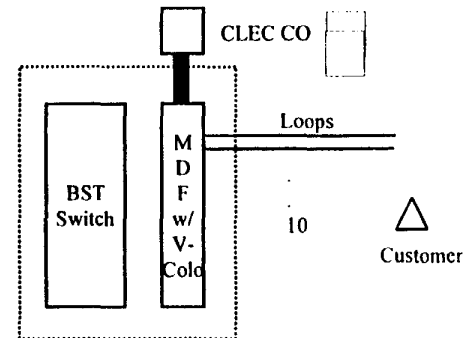 CLEC CO
Loops
M
D
F
w/
V-
Colo
BST
Switch
.
.
10
Customer